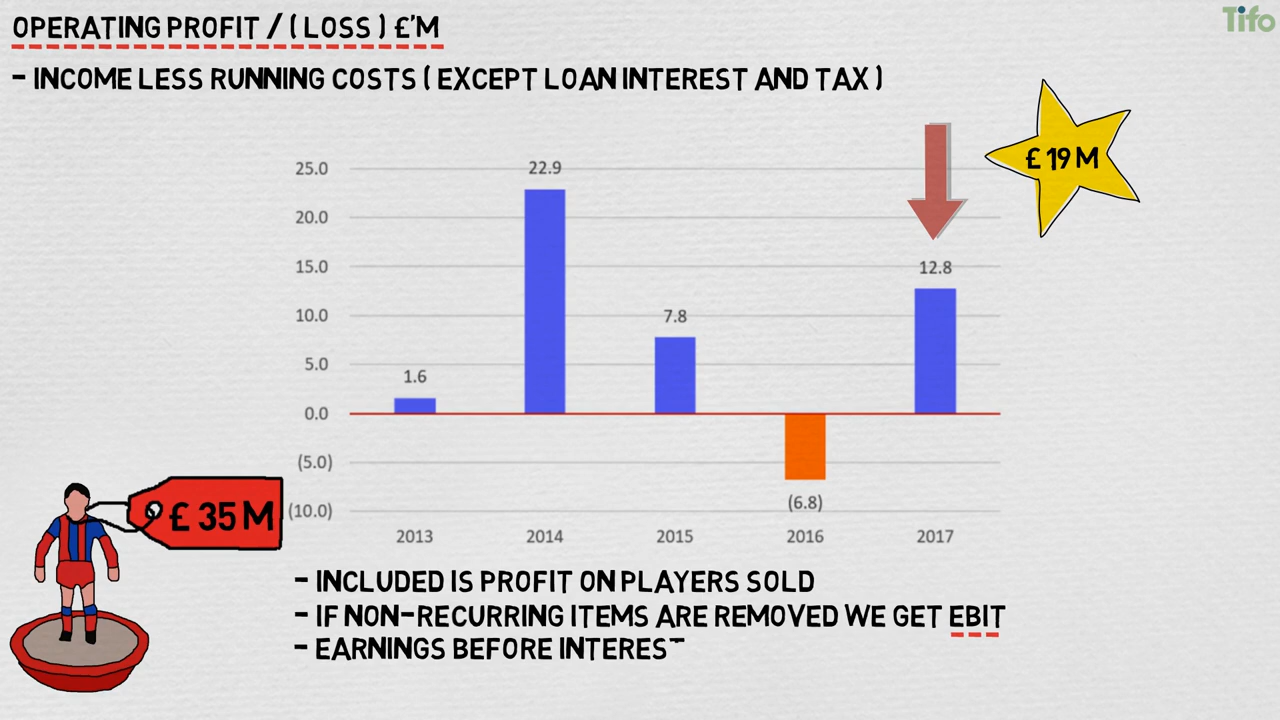 OPERATING PROFIT / ( LOSS ) £'M
Tifo
- INCOME LESS RUNNING COSTS ( EXCEPT LOAN INTEREST AND TAX )
£ 19 M
25.0
22.9
20.0
15.0
12.8
10.0
7.8
5.0
1.6
0.0
(5.0)
(10.0)
(6.8)
£ 35 M
2013 2014 2015 2016 2017
- INCLUDED IS PROFIT ON PLAYERS SOLD
- IF NON-RECURRING ITEMS ARE REMOVED WE GET EBIT
- EARNINGS BEFORE INTEREST